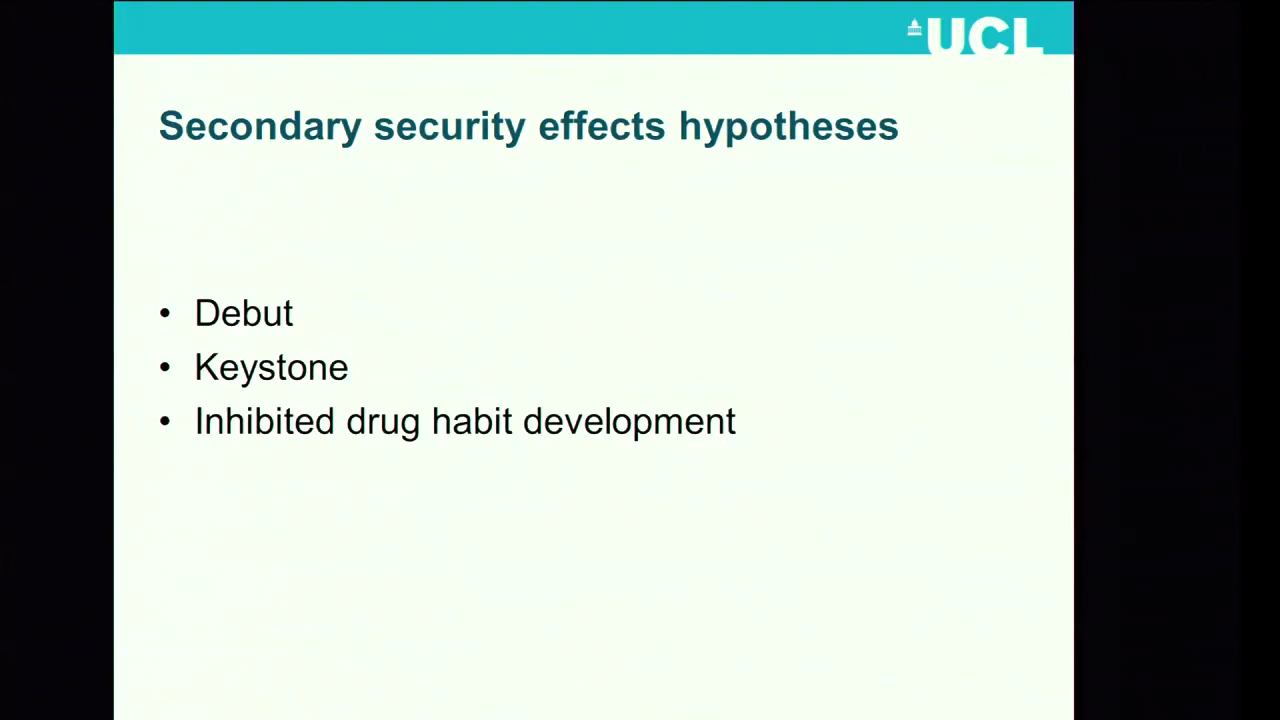 UCL
Secondary security effects hypotheses
• Debut
• Keystone
• Inhibited drug habit development